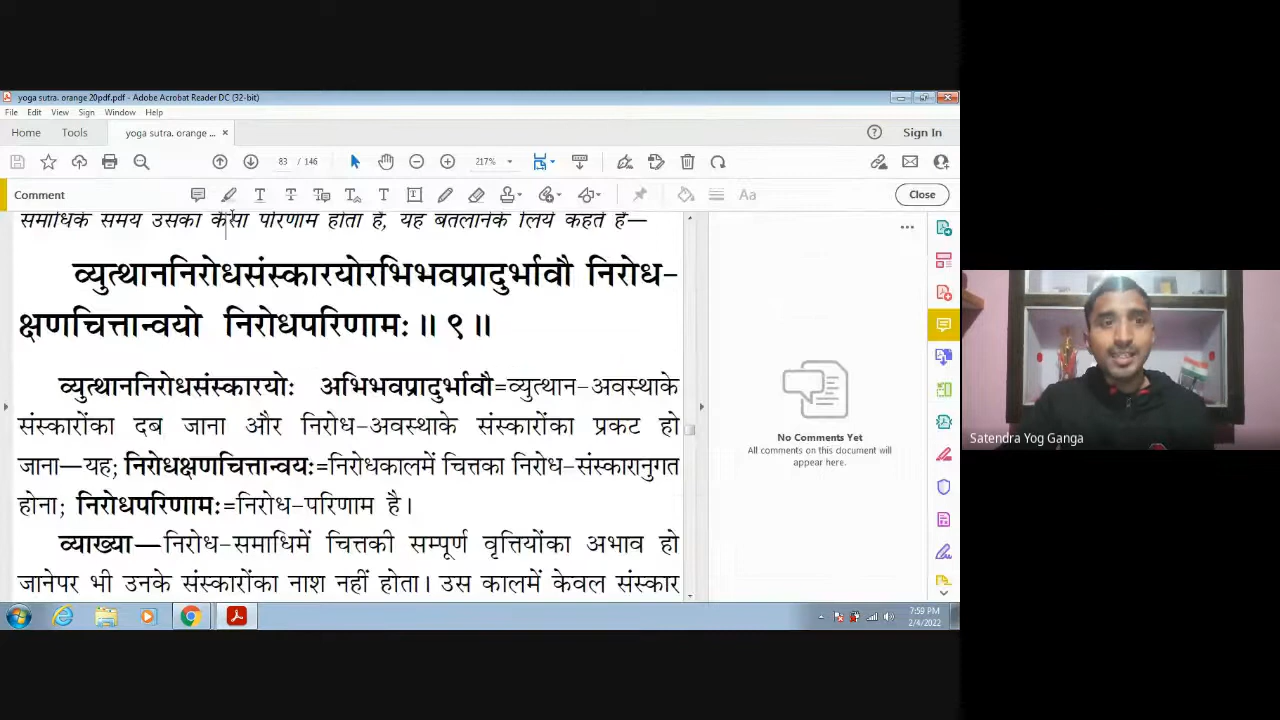 yoga sutra. orange 20pdf.pdf - Adobe Acrobat Reader DC (32-bit)
File Edit View Sign Window Help
Home Tools yoga sutra. orange ... × Sign In
83 / 146 217%
Comment Aa Close
समाधिके समय उसका कैसा परिणाम होता है, यह बतलानेके लिये कहते हैं—
व्युत्थाननिरोधसंस्कारयोरभिभवप्रादुर्भावौ निरोध-
क्षणचित्तान्वयो निरोधपरिणामः॥ ९॥
व्युत्थाननिरोधसंस्कारयोः अभिभवप्रादुर्भावौ=व्युत्थान-अवस्थाके
संस्कारोंका दब जाना और निरोध-अवस्थाके संस्कारोंका प्रकट हो
जाना—यह; निरोधक्षणचित्तान्वयः=निरोधकालमें चित्तका निरोध-संस्कारानुगत
होना; निरोधपरिणामः=निरोध-परिणाम है।
व्याख्या—निरोध-समाधिमें चित्तकी सम्पूर्ण वृत्तियोंका अभाव हो
जानेपर भी उनके संस्कारोंका नाश नहीं होता। उस कालमें केवल संस्कार
No Comments Yet
All comments on this document will
appear here.
Satendra Yog Ganga
7:59 PM
2/4/2022